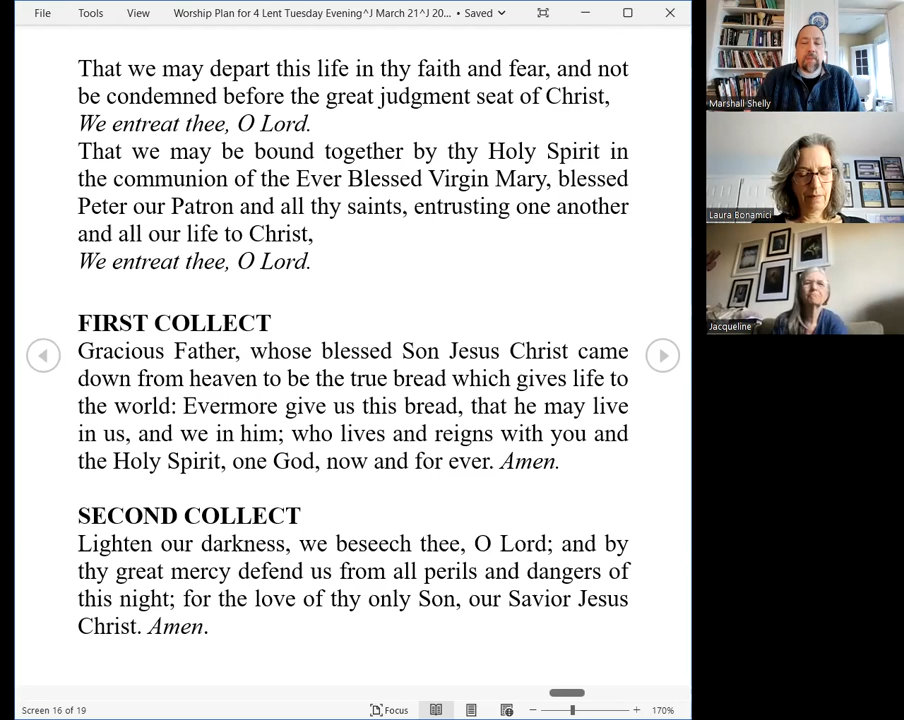 File Tools View Worship Plan for 4 Lent Tuesday Evening^J March 21^J 20... • Saved
That we may depart this life in thy faith and fear, and not
be condemned before the great judgment seat of Christ,
We entreat thee, O Lord.
That we may be bound together by thy Holy Spirit in
the communion of the Ever Blessed Virgin Mary, blessed
Peter our Patron and all thy saints, entrusting one another
and all our life to Christ,
We entreat thee, O Lord.
FIRST COLLECT
Gracious Father, whose blessed Son Jesus Christ came
down from heaven to be the true bread which gives life to
the world: Evermore give us this bread, that he may live
in us, and we in him; who lives and reigns with you and
the Holy Spirit, one God, now and for ever. Amen.
SECOND COLLECT
Lighten our darkness, we beseech thee, O Lord; and by
thy great mercy defend us from all perils and dangers of
this night; for the love of thy only Son, our Savior Jesus
Christ. Amen.
Screen 16 of 19 Focus 170%
Marshall Shelly
Laura Bonamici
Jacqueline